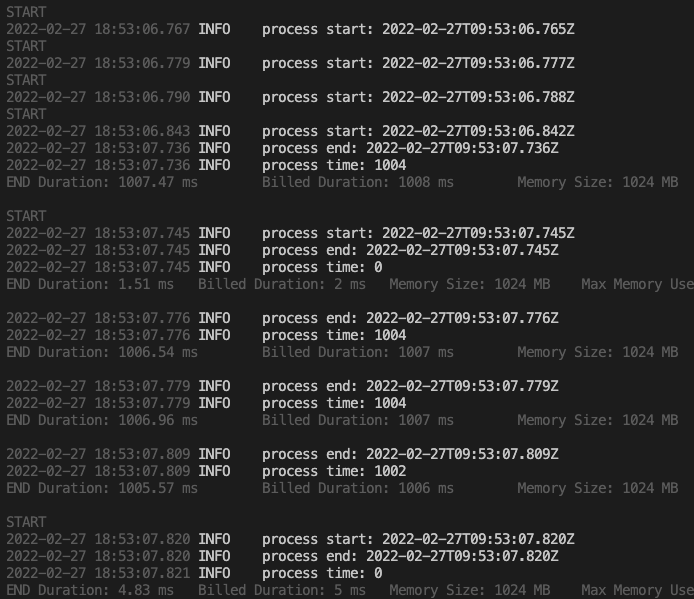 START
2022-02-27 18:53:06.767 INFO process start: 2022-02-27T09:53:06.765Z
START
2022-02-27 18:53:06.779 INFO process start: 2022-02-27T09:53:06.777Z
START
2022-02-27 18:53:06.790 INFO process start: 2022-02-27T09:53:06.788Z
START
2022-02-27 18:53:06.843 INFO process start: 2022-02-27T09:53:06.842Z
2022-02-27 18:53:07.736 INFO process end: 2022-02-27T09:53:07.736Z
2022-02-27 18:53:07.736 INFO process time: 1004
END Duration: 1007.47 ms Billed Duration: 1008 ms Memory Size: 1024 MB
START
2022-02-27 18:53:07.745 INFO process start: 2022-02-27T09:53:07.745Z
2022-02-27 18:53:07.745 INFO process end: 2022-02-27T09:53:07.745Z
2022-02-27 18:53:07.745 INFO process time: 0
END Duration: 1.51 ms Billed Duration: 2 ms Memory Size: 1024 MB Max Memory Use
2022-02-27 18:53:07.776 INFO process end: 2022-02-27T09:53:07.776Z
2022-02-27 18:53:07.776 INFO process time: 1004
END Duration: 1006.54 ms Billed Duration: 1007 ms Memory Size: 1024 MB
2022-02-27 18:53:07.779 INFO process end: 2022-02-27T09:53:07.779Z
2022-02-27 18:53:07.779 INFO process time: 1004
END Duration: 1006.96 ms Billed Duration: 1007 ms Memory Size: 1024 MB
2022-02-27 18:53:07.809 INFO process end: 2022-02-27T09:53:07.809Z
2022-02-27 18:53:07.809 INFO process time: 1002
END Duration: 1005.57 ms Billed Duration: 1006 ms Memory Size: 1024 MB
START
2022-02-27 18:53:07.820 INFO process start: 2022-02-27T09:53:07.820Z
2022-02-27 18:53:07.820 INFO process end: 2022-02-27T09:53:07.820Z
2022-02-27 18:53:07.821 INFO process time: 0
END Duration: 4.83 ms Billed Duration: 5 ms Memory Size: 1024 MB Max Memory Use